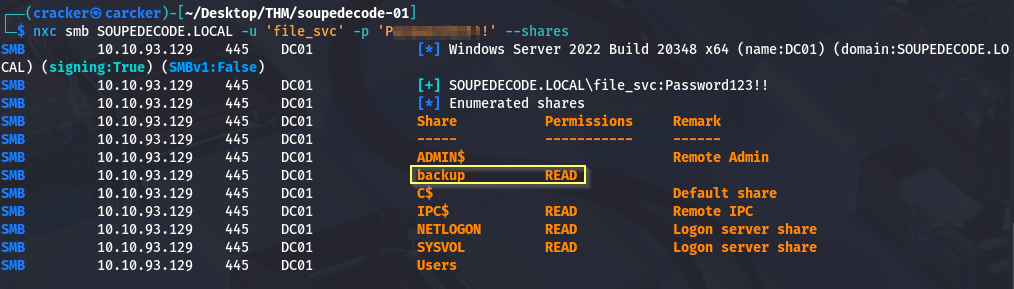 ┌──(cracker㉿carcker)-[~/Desktop/THM/soupedecode-01]
└─$ nxc smb SOUPEDECODE.LOCAL -u 'file_svc' -p 'P !!' --shares
SMB 10.10.93.129 445 DC01 [*] Windows Server 2022 Build 20348 x64 (name:DC01) (domain:SOUPEDECODE.LO
CAL) (signing:True) (SMBv1:False)
SMB 10.10.93.129 445 DC01 [+] SOUPEDECODE.LOCAL\file_svc:Password123!!
SMB 10.10.93.129 445 DC01 [*] Enumerated shares
SMB 10.10.93.129 445 DC01 Share Permissions Remark
SMB 10.10.93.129 445 DC01 ----- ----------- ------
SMB 10.10.93.129 445 DC01 ADMIN$ Remote Admin
SMB 10.10.93.129 445 DC01 backup READ
SMB 10.10.93.129 445 DC01 C$ Default share
SMB 10.10.93.129 445 DC01 IPC$ READ Remote IPC
SMB 10.10.93.129 445 DC01 NETLOGON READ Logon server share
SMB 10.10.93.129 445 DC01 SYSVOL READ Logon server share
SMB 10.10.93.129 445 DC01 Users